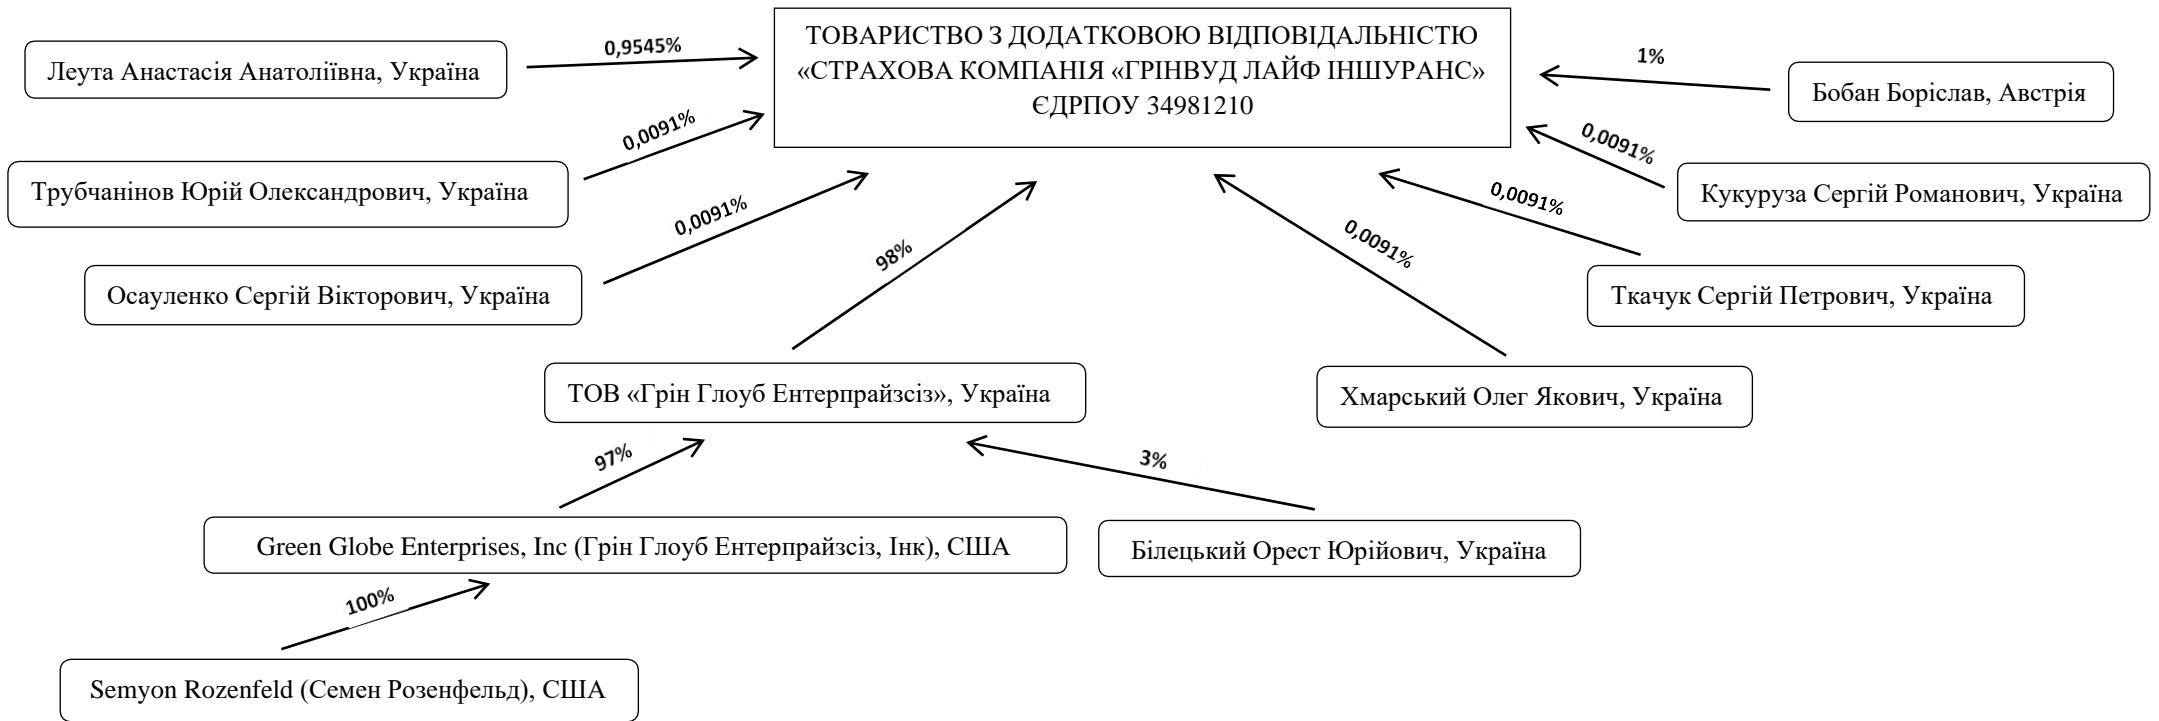 ТОВАРИСТВО З ДОДАТКОВОЮ ВІДПОВІДАЛЬНІСТЮ
«СТРАХОВА КОМПАНІЯ «ГРІНВУД ЛАЙФ ІНШУРАНС»
ЄДРПОУ 34981210
Леута Анастасія Анатоліївна, Україна
0,9545%
1%
Бобан Боріслав, Австрія
Трубчанінов Юрій Олександрович, Україна
0,0091%
0,0091%
Кукуруза Сергій Романович, Україна
Осауленко Сергій Вікторович, Україна
0,0091%
98%
0,0091%
0,0091%
Ткачук Сергій Петрович, Україна
ТОВ «Грін Глоуб Ентерпрайзсіз», Україна
Хмарський Олег Якович, Україна
97%
3%
Green Globe Enterprises, Inc (Грін Глоуб Ентерпрайзсіз, Інк), США
Білецький Орест Юрійович, Україна
100%
Semyon Rozenfeld (Семен Розенфельд), США